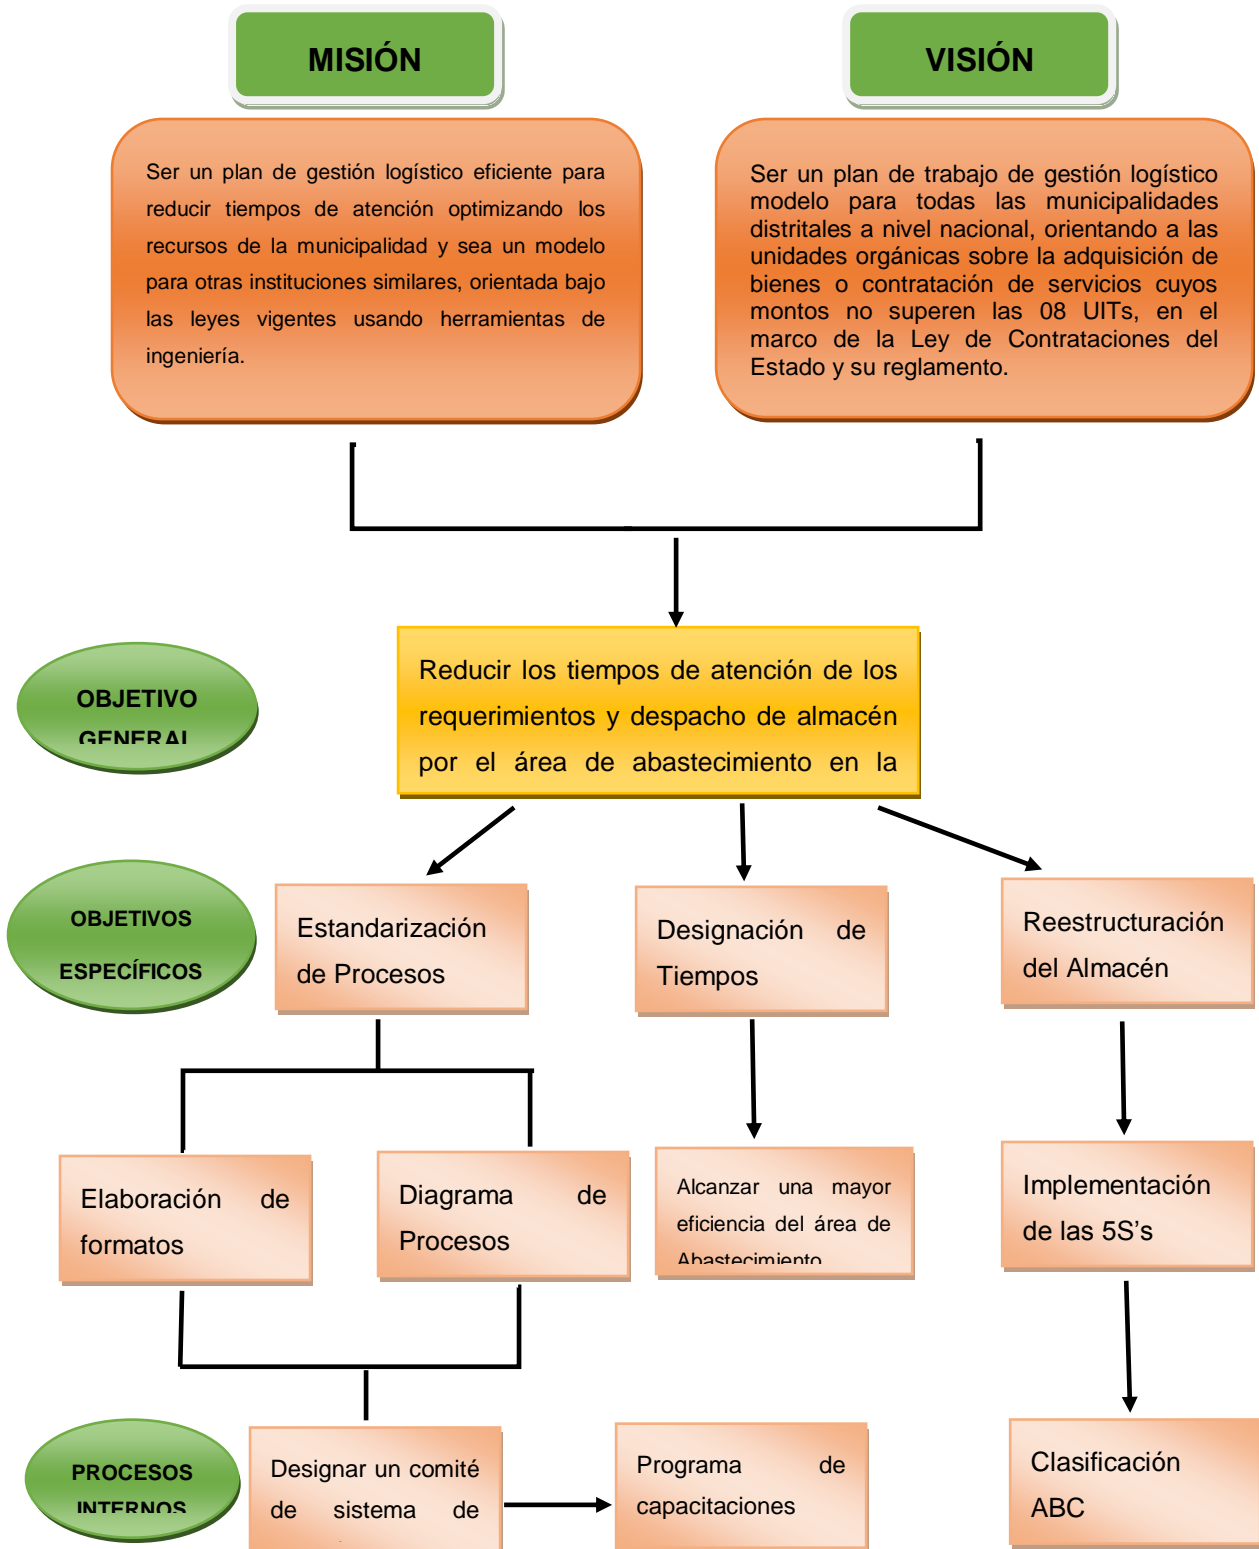 MISIÓN
VISIÓN
Ser un plan de gestión logístico eficiente para
reducir tiempos de atención optimizando los
recursos de la municipalidad y sea un modelo
para otras instituciones similares, orientada bajo
las leyes vigentes usando herramientas de
ingeniería.
Ser un plan de trabajo de gestión logístico
modelo para todas las municipalidades
distritales a nivel nacional, orientando a las
unidades orgánicas sobre la adquisición de
bienes o contratación de servicios cuyos
montos no superen las 08 UITs, en el
marco de la Ley de Contrataciones del
Estado y su reglamento.
OBJETIVO
GENERAL
Reducir los tiempos de atención de los
requerimientos y despacho de almacén
por el área de abastecimiento en la
OBJETIVOS
ESPECÍFICOS
Estandarización
de Procesos
Designación de
Tiempos
Reestructuración
del Almacén
Elaboración de
formatos
Diagrama de
Procesos
Alcanzar una mayor
eficiencia del área de
Abastecimiento
Implementación
de las 5S's
PROCESOS
INTERNOS
Designar un comité
de sistema de
Programa de
capacitaciones
Clasificación
ABC